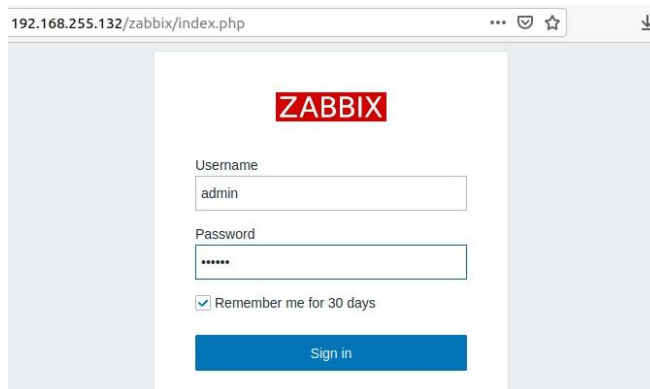 192.168.255.132/zabbix/index.php
ZABBIX
Username
admin
Password
••••••
Remember me for 30 days
Sign in